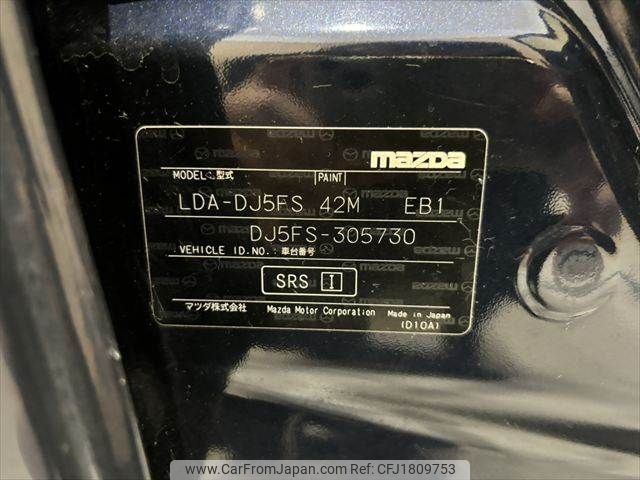 mazda
MODEL:型式 PAINT
LDA-DJ5FS 42M EB1
DJ5FS-305730
VEHICLE ID.NO.:車台番号
SRS I
マツダ株式会社 Mazda Motor Corporation Made in Japan
(D10A)
www.CarFromJapan.com | REF No: CFJ1809753